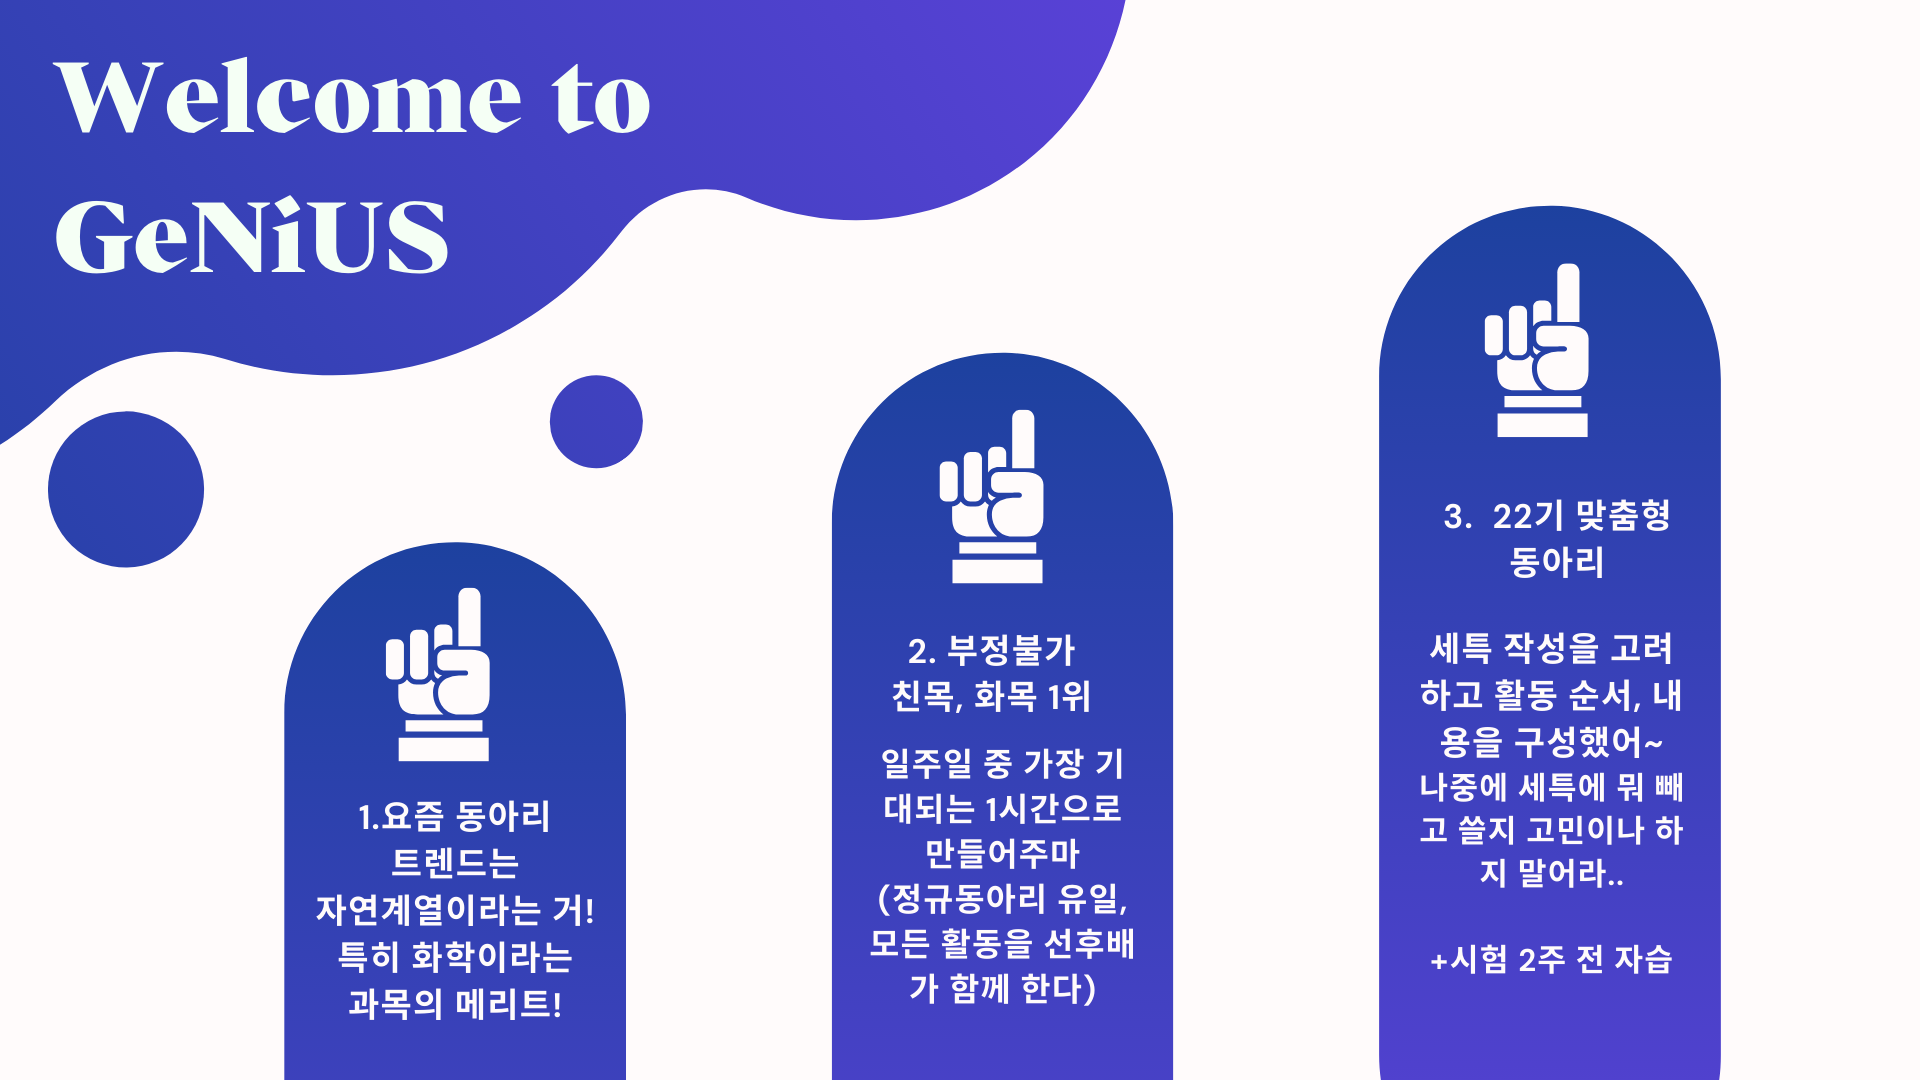 Welcome to
GeNiUS
1.요즘 동아리
트렌드는
자연계열이라는 거!
특히 화학이라는
과목의 메리트!
2. 부정불가
친목, 화목 1위
일주일 중 가장 기
대되는 1시간으로
만들어주마
(정규동아리 유일,
모든 활동을 선후배
가 함께 한다)
3. 22기 맞춤형
동아리
세특 작성을 고려
하고 활동 순서, 내
용을 구성했어~
나중에 세특에 뭐 빼
고 쓸지 고민이나 하
지 말어라..
+시험 2주 전 자습